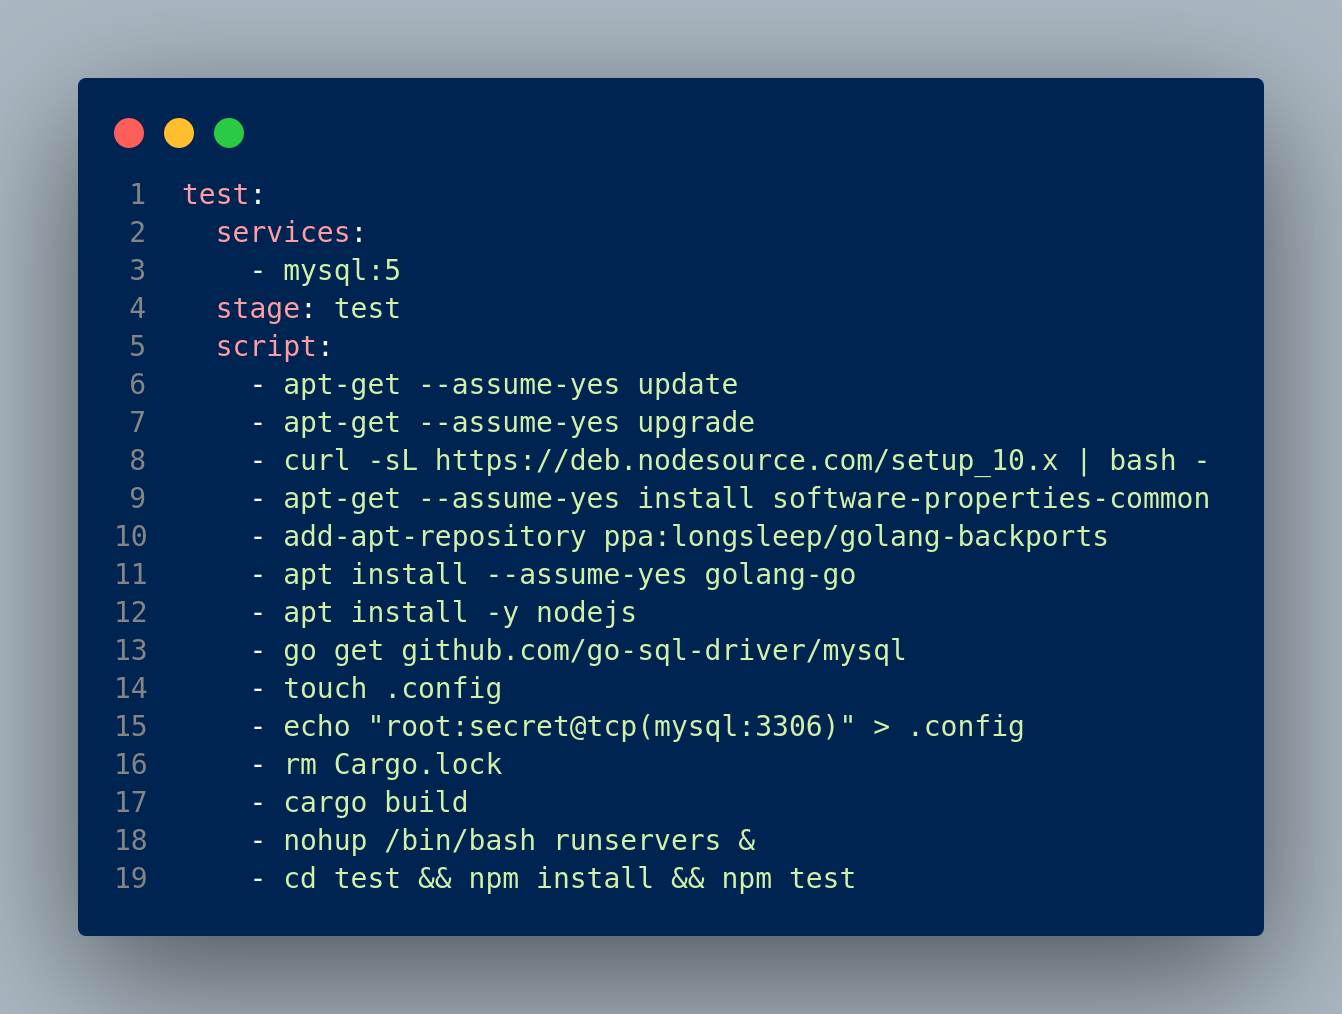 1 test:
2   services:
3     - mysql:5
4   stage: test
5   script:
6     - apt-get --assume-yes update
7     - apt-get --assume-yes upgrade
8     - curl -sL https://deb.nodesource.com/setup_10.x | bash -
9     - apt-get --assume-yes install software-properties-common
10     - add-apt-repository ppa:longsleep/golang-backports
11     - apt install --assume-yes golang-go
12     - apt install -y nodejs
13     - go get github.com/go-sql-driver/mysql
14     - touch .config
15     - echo "root:secret@tcp(mysql:3306)" > .config
16     - rm Cargo.lock
17     - cargo build
18     - nohup /bin/bash runservers &
19     - cd test && npm install && npm test